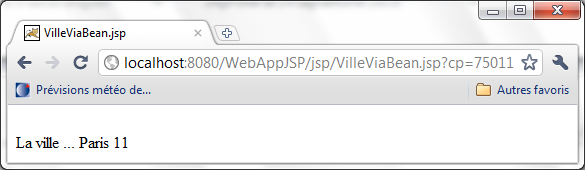 VilleViaBean.jsp
localhost:8080/WebAppJSP/jsp/VilleViaBean.jsp?cp=75011
Prévisions météo de... Autres favoris
La ville ... Paris 11